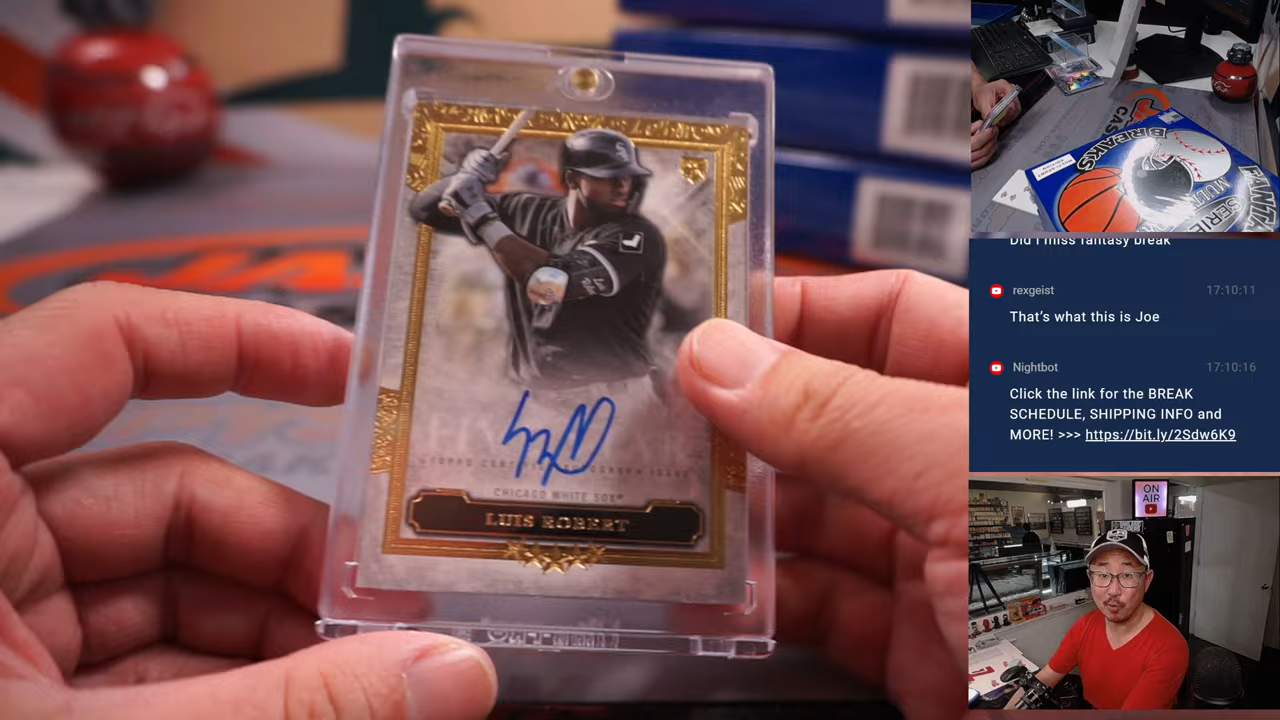 CHICAGO WHITE SOX
LUIS ROBERT
BREAKS
Did I miss fantasy break
rexgeist
17:10:11
That's what this is Joe
Nightbot
17:10:16
Click the link for the BREAK
SCHEDULE, SHIPPING INFO and
MORE! >>> https://bit.ly/2Sdw6K9
ON
AIR